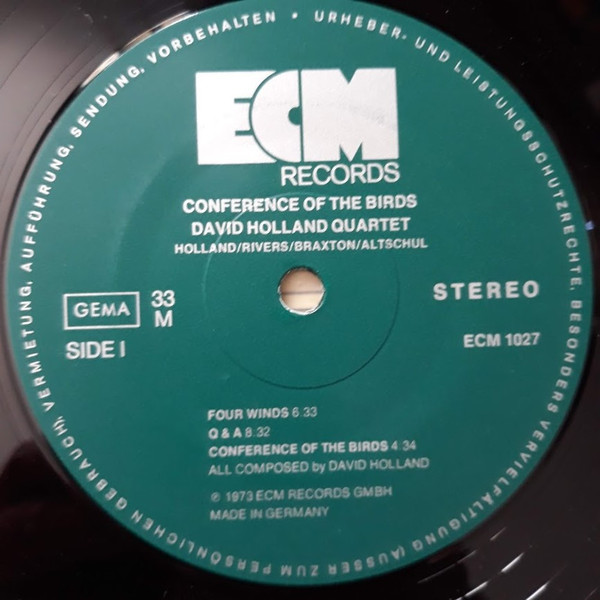 URHEBER- UND LEISTUNGSSCHUTZRECHTE, BESONDERS VERVIELFÄLTIGUNG (AUSSER ZUM PERSÖNLICHEN GEBRAUCH), VERMIETUNG, AUFFÜHRUNG, SENDUNG, VORBEHALTEN •
ECM
RECORDS
CONFERENCE OF THE BIRDS
DAVID HOLLAND QUARTET
HOLLAND/RIVERS/BRAXTON/ALTSCHUL
GEMA 33 STEREO
M
SIDE I ECM 1027
FOUR WINDS 6.33
Q & A 8.32
CONFERENCE OF THE BIRDS 4.34
ALL COMPOSED by DAVID HOLLAND
℗ 1973 ECM RECORDS GMBH
MADE IN GERMANY